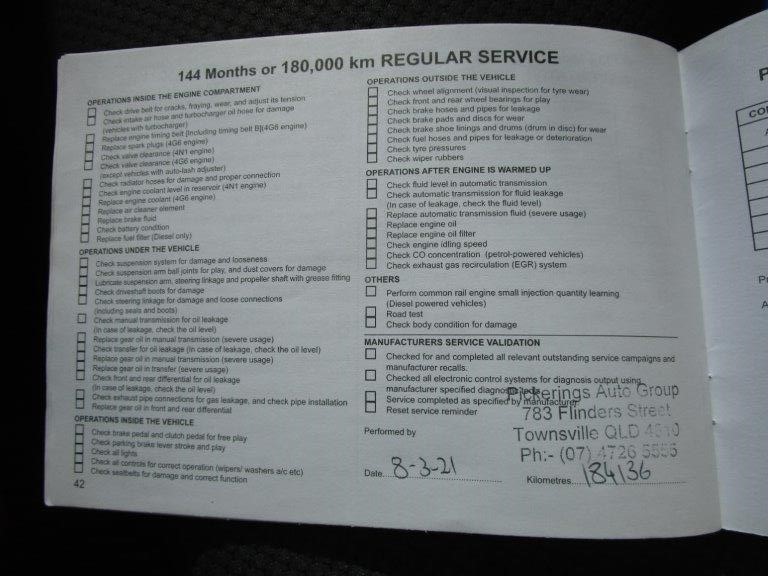 144 Months or 180,000 km REGULAR SERVICE
OPERATIONS INSIDE THE ENGINE COMPARTMENT
Check drive belt for cracks, fraying, wear, and adjust its tension
Check intake air hose and turbocharger oil hose for damage
(vehicles with turbocharger)
Replace engine timing belt [Including timing belt B](4G6 engine)
Replace spark plugs (4G6 engine)
Check valve clearance (4N1 engine)
Check valve clearance (4G6 engine)
(except vehicles with auto-lash adjuster)
Check radiator hoses for damage and proper connection
Check engine coolant level in reservoir (4N1 engine)
Replace engine coolant (4G6 engine)
Replace air cleaner element
Replace brake fluid
Check battery condition
Replace fuel filter (Diesel only)
OPERATIONS UNDER THE VEHICLE
Check suspension system for damage and looseness
Check suspension arm ball joints for play, and dust covers for damage
Lubricate suspension arm, steering linkage and propeller shaft with grease fitting
Check driveshaft boots for damage
Check steering linkage for damage and loose connections
(including seals and boots)
Check manual transmission for oil leakage
(In case of leakage, check the oil level)
Replace gear oil in manual transmission (severe usage)
Check transfer for oil leakage (In case of leakage, check the oil level)
Replace gear oil in manual transmission (severe usage)
Replace gear oil in transfer (severe usage)
Check front and rear differential for oil leakage
(In case of leakage, check the oil level)
Check exhaust pipe connections for gas leakage, and check pipe installation
Replace gear oil in front and rear differential
OPERATIONS INSIDE THE VEHICLE
Check brake pedal and clutch pedal for free play
Check parking brake lever stroke and play
Check all lights
Check all controls for correct operation (wipers/ washers a/c etc)
Check seatbelts for damage and correct function
42
OPERATIONS OUTSIDE THE VEHICLE
Check wheel alignment (visual inspection for tyre wear)
Check front and rear wheel bearings for play
Check brake hoses and pipes for leakage
Check brake pads and discs for wear
Check brake shoe linings and drums (drum in disc) for wear
Check fuel hoses and pipes for leakage or deterioration
Check tyre pressures
Check wiper rubbers
OPERATIONS AFTER ENGINE IS WARMED UP
Check fluid level in automatic transmission
Check automatic transmission for fluid leakage
(In case of leakage, check the fluid level)
Replace automatic transmission fluid (severe usage)
Replace engine oil
Replace engine oil filter
Check engine idling speed
Check CO concentration (petrol-powered vehicles)
Check exhaust gas recirculation (EGR) system
OTHERS
Perform common rail engine small injection quantity learning
(Diesel powered vehicles)
Road test
Check body condition for damage
MANUFACTURERS SERVICE VALIDATION
Checked for and completed all relevant outstanding service campaigns and
manufacturer recalls.
Checked all electronic control systems for diagnosis output using
manufacturer specified
Service completed as specified by manufacturer
Reset service reminder
Pickerings Auto Group
783 Flinders Street
Townsville QLD 4810
Ph:- (07) 4726 5555
Performed by
Date 8-3-21
Kilometres 184136